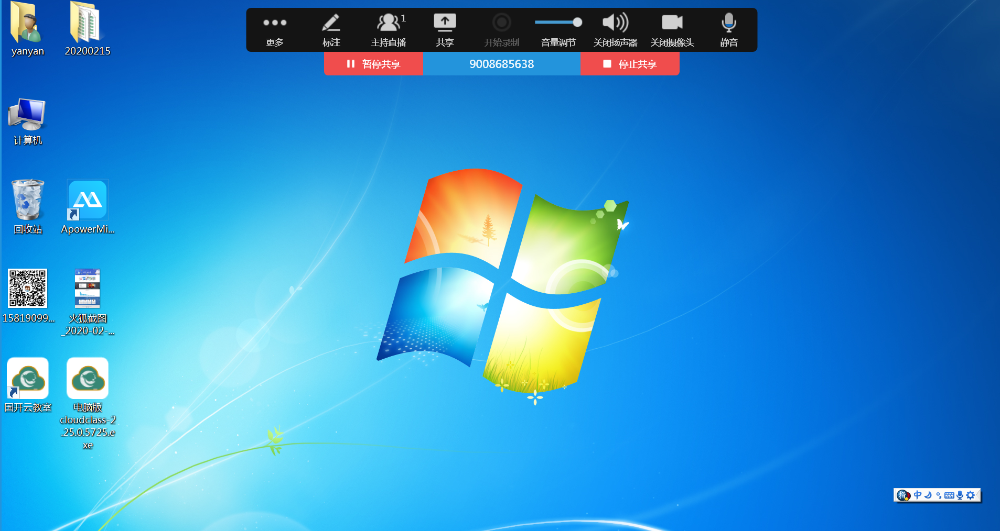 更多
标注
1
主持直播
共享
开始录制
音量调节
关闭扬声器
关闭摄像头
静音
暂停共享
9008685638
停止共享
yanyan
20200215
计算机
回收站
ApowerMi...
15819099...
火狐截图
_2020-02-...
国开云教室
电脑版
cloudclass-2
.25.0.5725.e
xe
拼
中